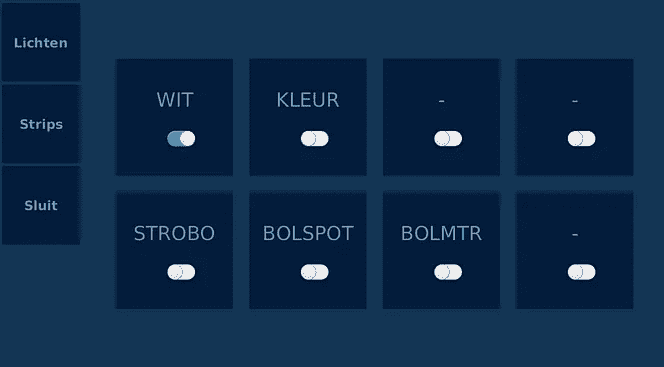 Lichten
Strips
Sluit
WIT
KLEUR
-
-
STROBO
BOLSPOT
BOLMTR
-